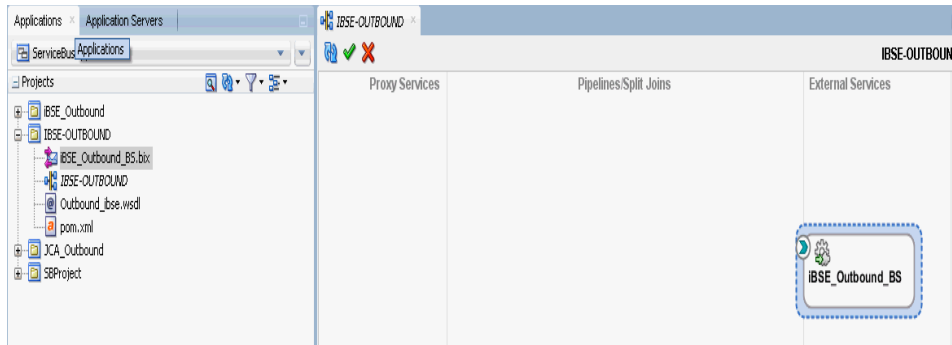 Applications
Application Servers
IBSE-OUTBOUND
ServiceBus
Applications
IBSE-OUTBOUN
Projects
Proxy Services
Pipelines/Split Joins
External Services
iBSE_Outbound
IBSE-OUTBOUND
iBSE_Outbound_BS.bix
IBSE-OUTBOUND
Outbound_ibse.wsdl
pom.xml
JCA_Outbound
SBProject
iBSE_Outbound_BS